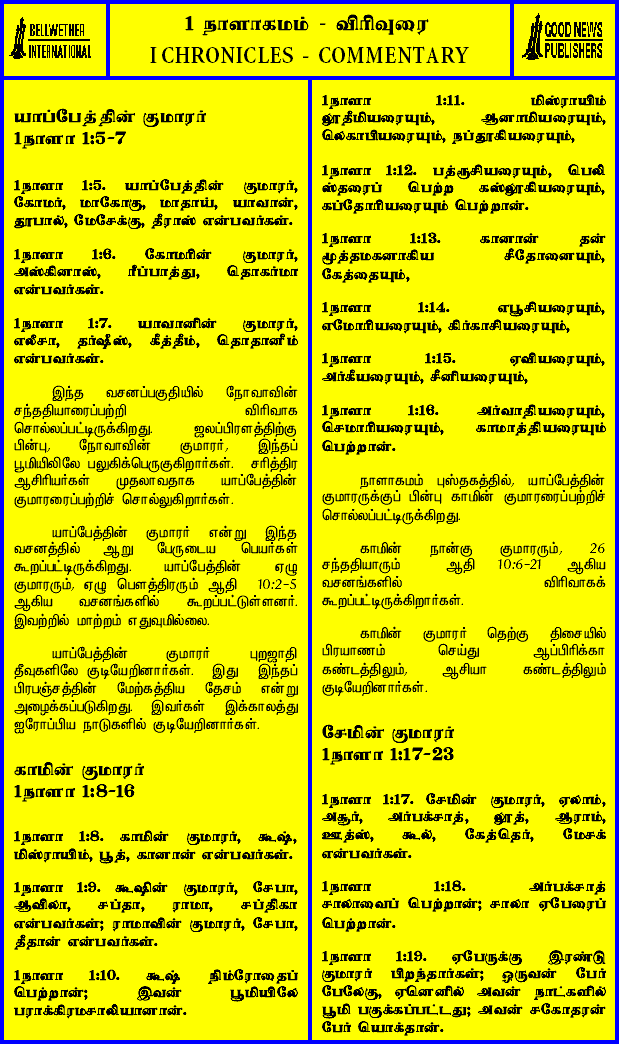 BELLWETHER
INTERNATIONAL
1 நாளாகமம் - விரிவுரை
I CHRONICLES - COMMENTARY
GOOD NEWS
PUBLISHERS
யாப்பேத்தின் குமாரர்
1நாளா 1:5-7
1நாளா 1:5. யாப்பேத்தின் குமாரர்,
கோமர், மாகோகு, மாதாய், யாவான்,
தூபால், மேசேக்கு, தீராஸ் என்பவர்கள்.
1நாளா 1:6. கோமரின் குமாரர்,
அஸ்கினாஸ், ரீப்பாத்து, தொகர்மா
என்பவர்கள்.
1நாளா 1:7. யாவானின் குமாரர்,
எலீசா, தர்ஷீஸ், கீத்தீம், தொதானீம்
என்பவர்கள்.
இந்த வசனப்பகுதியில் நோவாவின்
சந்ததியாரைப்பற்றி விரிவாக
சொல்லப்பட்டிருக்கிறது. ஜலப்பிரளத்திற்கு
பின்பு, நோவாவின் குமாரர், இந்தப்
பூமியிலிலே பலுகிக்பெருகுகிறார்கள். சரித்திர
ஆசிரியர்கள் முதலாவதாக யாப்பேத்தின்
குமாரரைப்பற்றிச் சொல்லுகிறார்கள்.
யாப்பேத்தின் குமாரர் என்று இந்த
வசனத்தில் ஆறு பேருடைய பெயர்கள்
கூறப்பட்டிருக்கிறது. யாப்பேத்தின் ஏழு
குமாரரும், ஏழு பௌத்திரரும் ஆதி 10:2-5
ஆகிய வசனங்களில் கூறப்பட்டுள்ளனர்.
இவற்றில் மாற்றம் எதுவுமில்லை.
யாப்பேத்தின் குமாரர் புறஜாதி
தீவுகளிலே குடியேறினார்கள். இது இந்தப்
பிரபஞ்சத்தின் மேற்கத்திய தேசம் என்று
அழைக்கப்படுகிறது. இவர்கள் இக்காலத்து
ஐரோப்பிய நாடுகளில் குடியேறினார்கள்.
காமின் குமாரர்
1நாளா 1:8-16
1நாளா 1:8. காமின் குமாரர், கூஷ்,
மிஸ்ராயிம், பூத், கானான் என்பவர்கள்.
1நாளா 1:9. கூஷின் குமாரர், சேபா,
ஆவிலா, சப்தா, ராமா, சப்திகா
என்பவர்கள்; ராமாவின் குமாரர், சேபா,
தீதான் என்பவர்கள்.
1நாளா 1:10. கூஷ் நிம்ரோதைப்
பெற்றான்; இவன் பூமியிலே
பராக்கிரமசாலியானான்.
1நாளா 1:11. மிஸ்ராயிம்
லூதீமியரையும், ஆனாமியரையும்,
லெகாபியரையும், நப்தூகியரையும்,
1நாளா 1:12. பத்ரூசியரையும், பெலி
ஸ்தரைப் பெற்ற கஸ்லூகியரையும்,
கப்தோரியரையும் பெற்றான்.
1நாளா 1:13. கானான் தன்
மூத்தமகனாகிய சீதோனையும்,
கேத்தையும்,
1நாளா 1:14. எபூசியரையும்,
எமோரியரையும், கிர்காசியரையும்,
1நாளா 1:15. ஏவியரையும்,
அர்கீயரையும், சீனியரையும்,
1நாளா 1:16. அர்வாதியரையும்,
செமாரியரையும், காமாத்தியரையும்
பெற்றான்.
நாளாகமம் புஸ்தகத்தில், யாப்பேத்தின்
குமாரருக்குப் பின்பு காமின் குமாரரைப்பற்றிச்
சொல்லப்பட்டிருக்கிறது.
காமின் நான்கு குமாரரும், 26
சந்ததியாரும் ஆதி 10:6-21 ஆகிய
வசனங்களில் விரிவாகக்
கூறப்பட்டிருக்கிறார்கள்.
காமின் குமாரர் தெற்கு திசையில்
பிரயாணம் செய்து ஆப்பிரிக்கா
கண்டத்திலும், ஆசியா கண்டத்திலும்
குடியேறினார்கள்.
சேமின் குமாரர்
1நாளா 1:17-23
1நாளா 1:17. சேமின் குமாரர், ஏலாம்,
அசூர், அர்பக்சாத், லூத், ஆராம்,
ஊத்ஸ், கூல், கேத்தெர், மேசக்
என்பவர்கள்.
1நாளா 1:18. அர்பக்சாத்
சாலாவைப் பெற்றான்; சாலா ஏபேரைப்
பெற்றான்.
1நாளா 1:19. ஏபேருக்கு இரண்டு
குமாரர் பிறந்தார்கள்; ஒருவன் பேர்
பேலேகு, ஏனெனில் அவன் நாட்களில்
பூமி பகுக்கப்பட்டது; அவன் சகோதரன்
பேர் யொக்தான்.